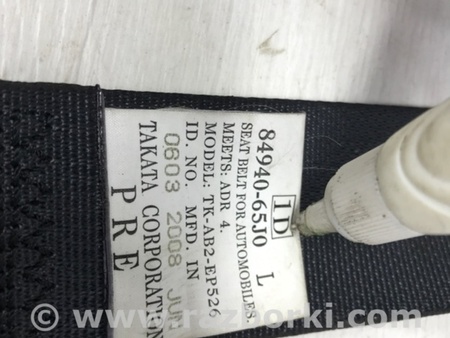 84940-65J0 L
1D
SEAT BELT FOR AUTOMOBILES.
MEETS: ADR 4.
MODEL: TK-AB2-EP526
ID. NO. MFD. IN
0603 2008 JUN
TAKATA CORPORATION
PRE
© www.razborki.com